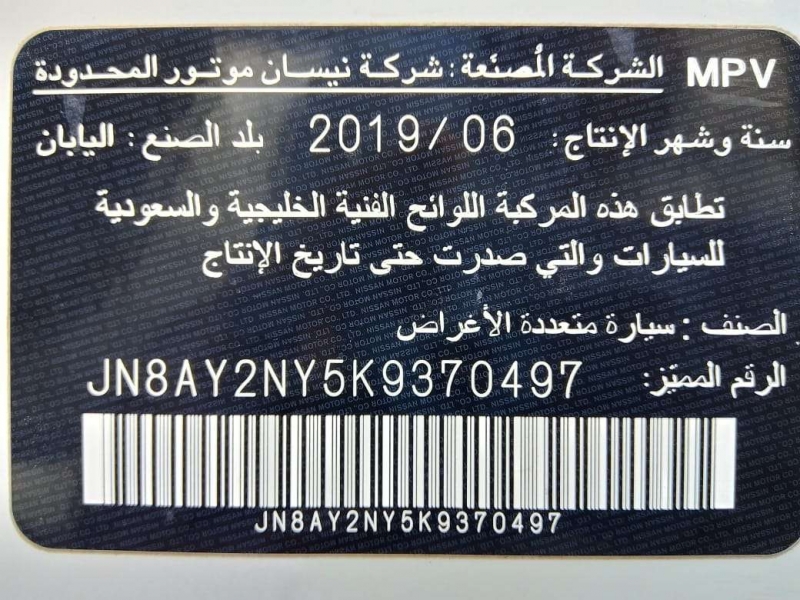 MPV الشركة المُصنّعة : شركة نيسان موتور المحدودة
سنة وشهر الإنتاج: 2019/06 بلد الصنع : اليابان
تطابق هذه المركبة اللوائح الفنية الخليجية والسعودية
للسيارات والتي صدرت حتى تاريخ الإنتاج
الصنف : سيارة متعددة الأغراض
الرقم المميّز: JN8AY2NY5K9370497
JN8AY2NY5K9370497